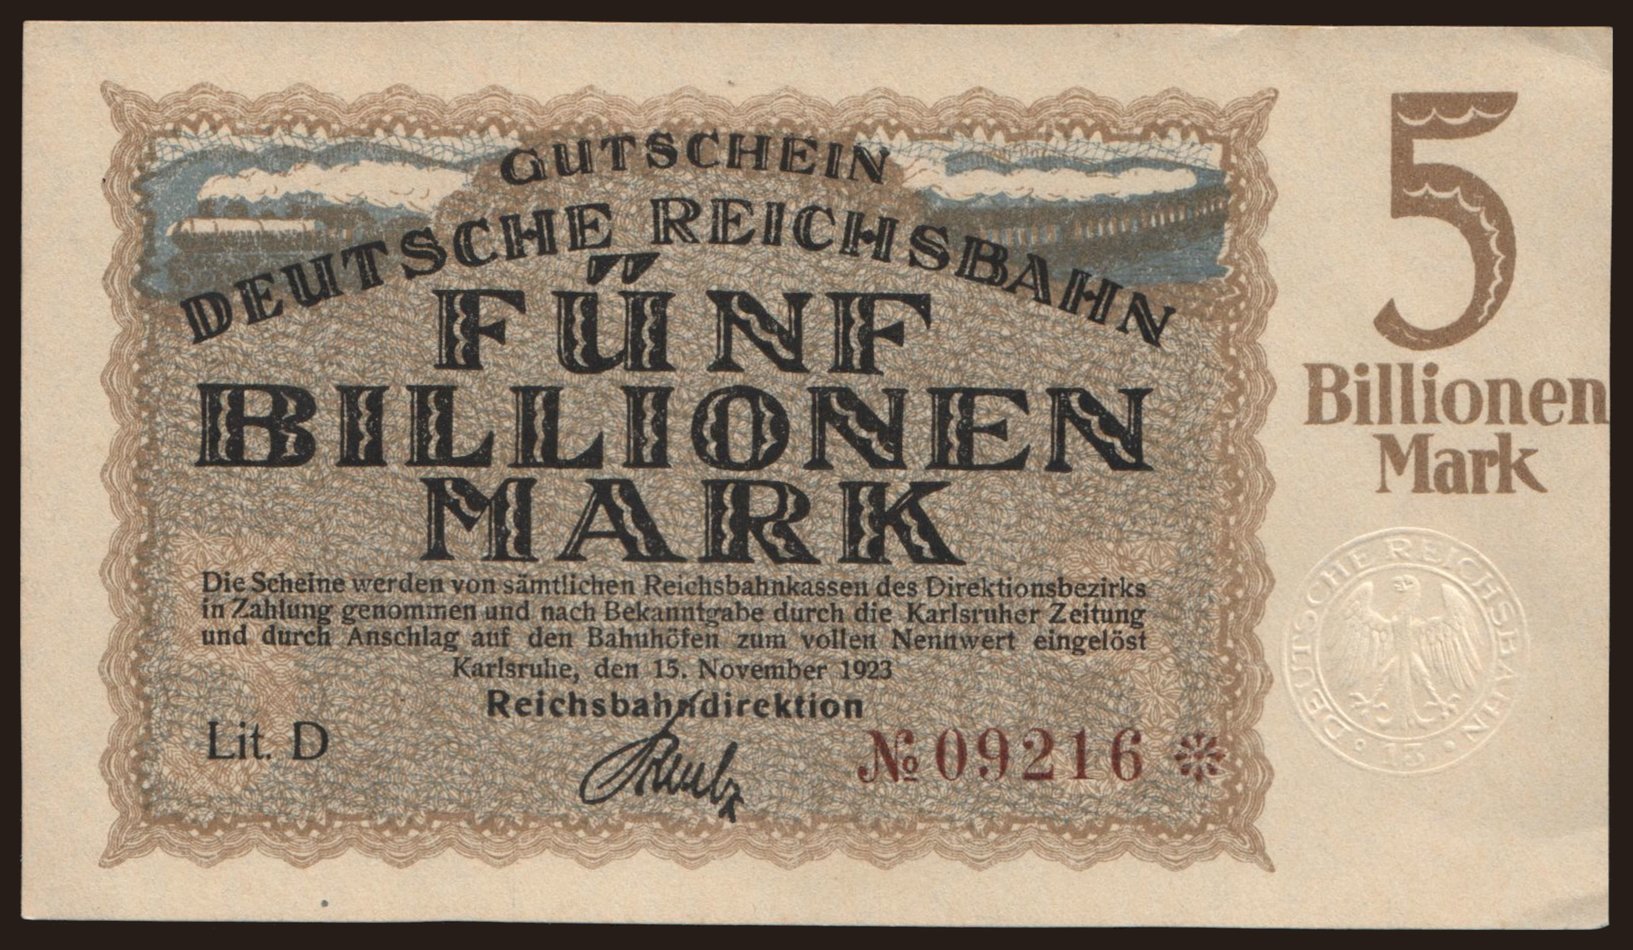 GUTSCHEIN
DEUTSCHE REICHSBAHN
FÜNF
BILLIONEN
MARK
Die Scheine werden von sämtlichen Reichsbahnkassen des Direktionsbezirks
in Zahlung genommen und nach Bekanntgabe durch die Karlsruher Zeitung
und durch Anschlag auf den Bahnhöfen zum vollen Nennwert eingelöst
Karlsruhe, den 15. November 1923
Reichsbahndirektion
Lit. D
№ 09216 *
5
Billionen
Mark
DEUTSCHE REICHSBAHN
• 13 •